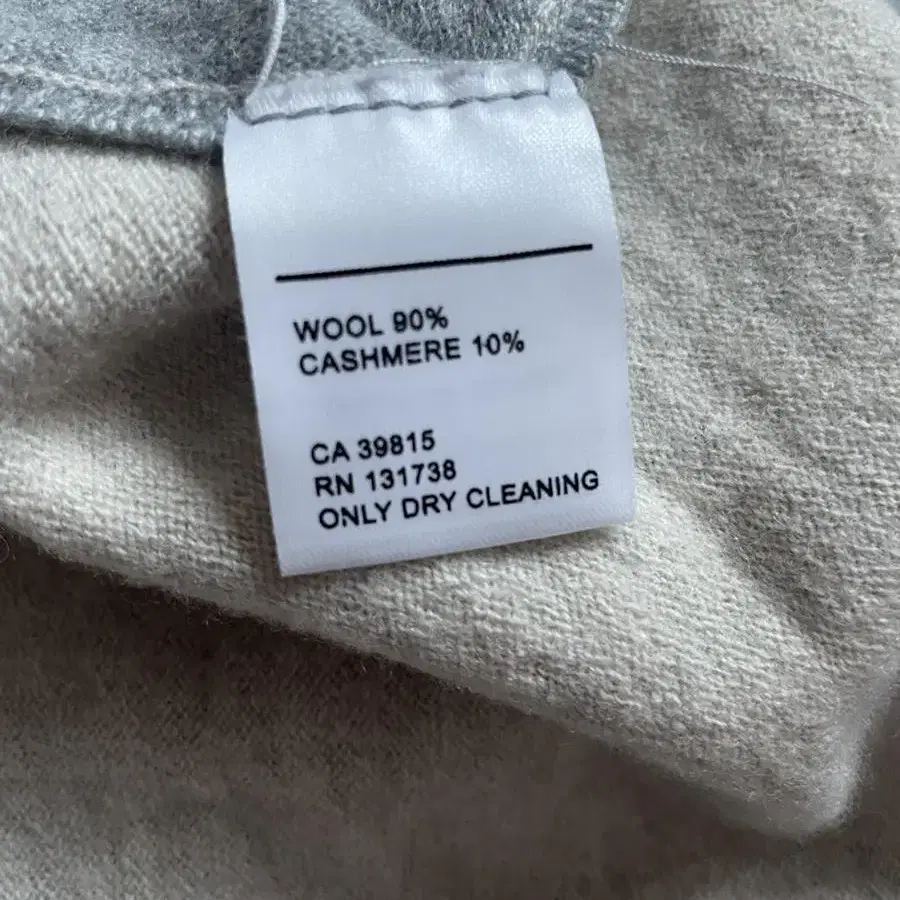 WOOL 90%
CASHMERE 10%
CA 39815
RN 131738
ONLY DRY CLEANING